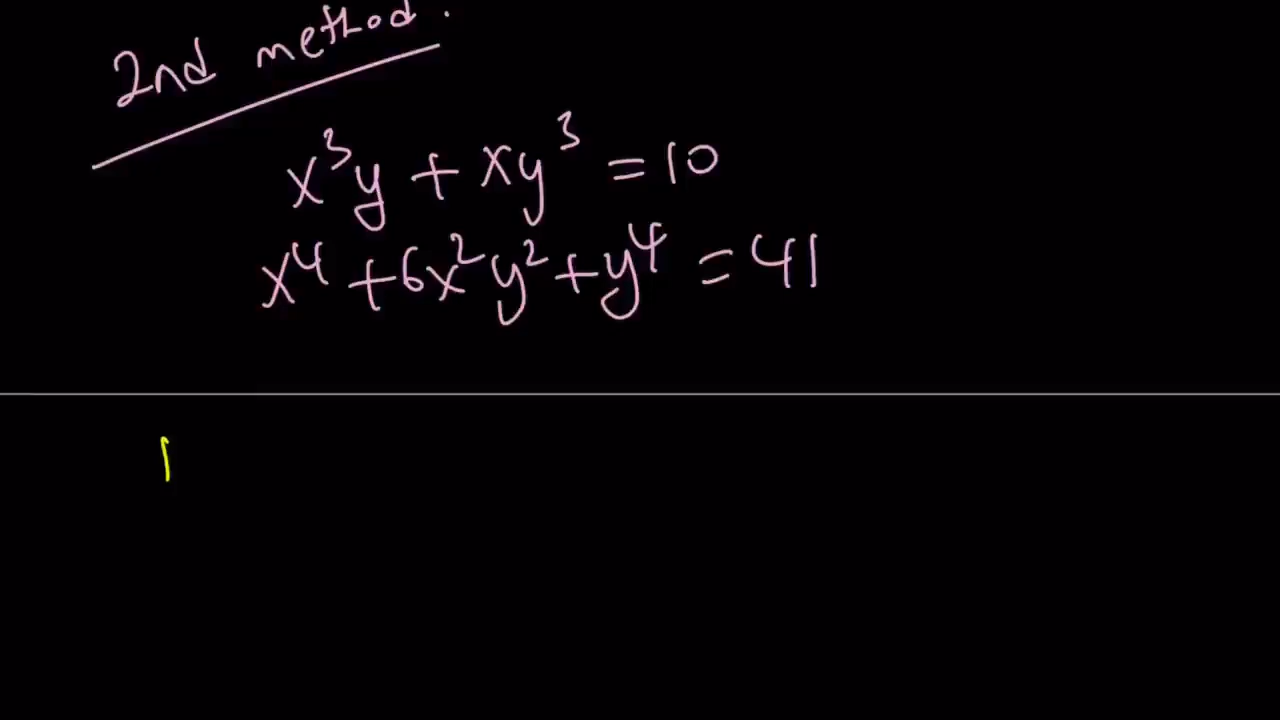 2nd method.
x³y + xy³ = 10
x⁴ + 6x²y² + y⁴ = 41